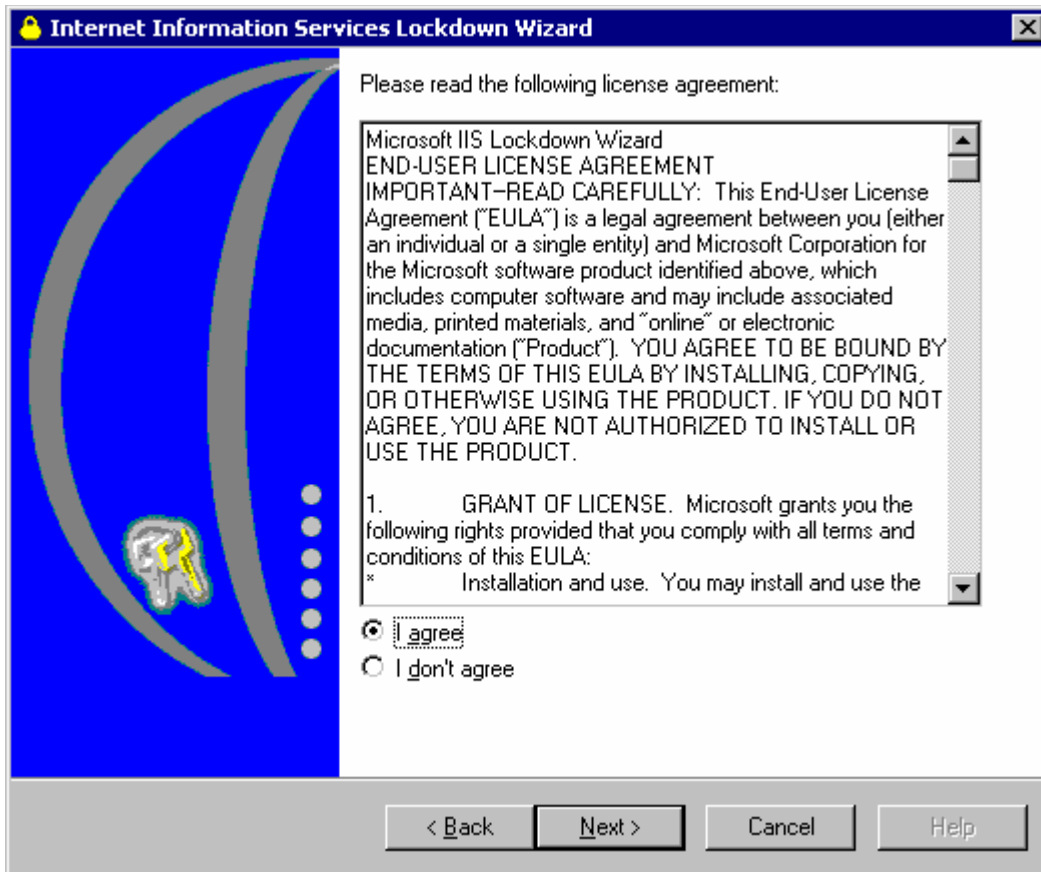 Internet Information Services Lockdown Wizard
Please read the following license agreement:
Microsoft IIS Lockdown Wizard
END-USER LICENSE AGREEMENT
IMPORTANT–READ CAREFULLY:  This End-User License
Agreement ("EULA") is a legal agreement between you (either
an individual or a single entity) and Microsoft Corporation for
the Microsoft software product identified above, which
includes computer software and may include associated
media, printed materials, and "online" or electronic
documentation ("Product").  YOU AGREE TO BE BOUND BY
THE TERMS OF THIS EULA BY INSTALLING, COPYING,
OR OTHERWISE USING THE PRODUCT. IF YOU DO NOT
AGREE, YOU ARE NOT AUTHORIZED TO INSTALL OR
USE THE PRODUCT.
1. GRANT OF LICENSE.  Microsoft grants you the
following rights provided that you comply with all terms and
conditions of this EULA:
* Installation and use.  You may install and use the
I agree
I don't agree
< Back Next > Cancel Help